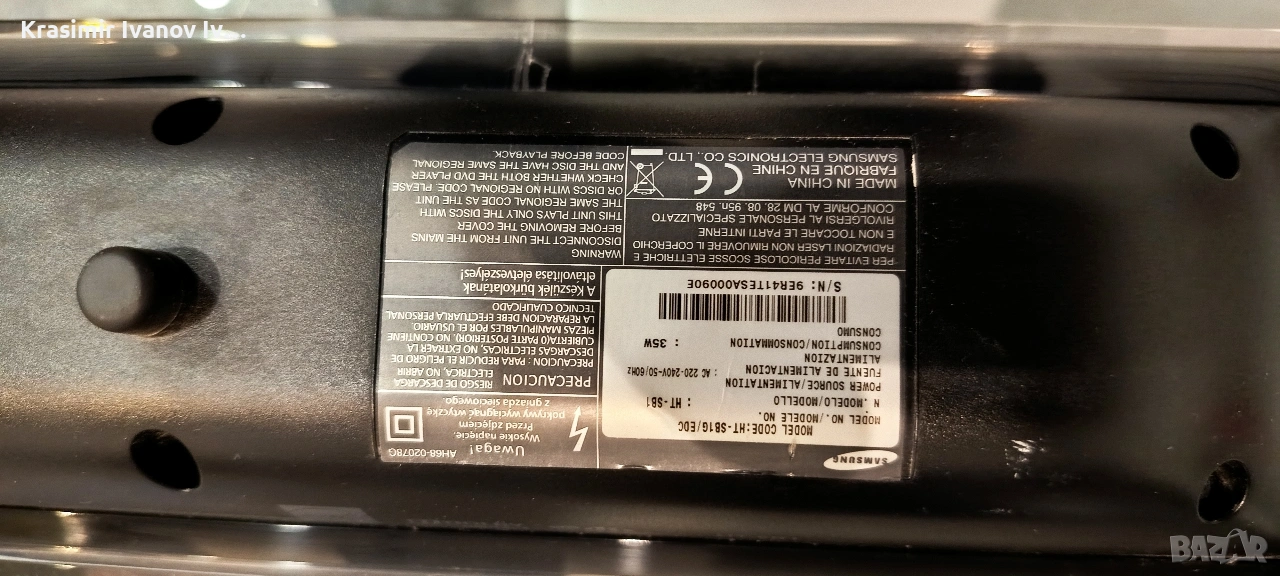 Krasimir Ivanov lv...
SAMSUNG
MODEL CODE:HT-SB1G/EDC
MODEL NO./MODELE NO.
N.MODELO/MODELLO : HT-SB1
POWER SOURCE/ALIMENTATION
FUENTE DE ALIMENTACION : AC 220-240V-50/60Hz
ALIMENTAZION
CONSUMPTION/CONSOMMATION : 35W
CONSUMO
S/N: 9ER41TESA00090E
AH68-02078G
Uwaga!
Wysokie napięcie.
Przed zdjęciem
pokrywy wyciągnąć wtyczkę
z gniazda sieciowego.
PRECAUCION
RIESGO DE DESCARGA
ELÉCTRICA, NO ABRIR
PRECAUCIÓN : PARA REDUCIR EL PELIGRO DE
DESCARGAS ELÉCTRICAS, NO EXTRAER LA
CUBIERTA(O PARTE POSTERIOR). NO CONTIENE
PIEZAS MANIPULABLES POR EL USUARIO.
LA REPARACIÓN DEBE EFECTUARLA PERSONAL
TÉCNICO CUALIFICADO
A Készülék burkolatának
eltávolítása életveszélyes!
PER EVITARE PERICOLOSE SCOSSE ELETTRICHE E
RADIAZIONI LASER NON RIMUOVERE IL COPERCHIO
E NON TOCCARE LE PARTI INTERNE
RIVOLGERSI AL PERSONALE SPECIALIZZATO
CONFORME AL DM 28. 08. 95n. 548
WARNING
DISCONNECT THE UNIT FROM THE MAINS
BEFORE REMOVING THE COVER
THIS UNIT PLAYS ONLY THE DISCS WITH
THE SAME REGIONAL CODE AS THE UNIT
OR DISCS WITH NO REGIONAL CODE. PLEASE,
CHECK WHETHER BOTH THE DVD PLAYER
AND THE DISC HAVE THE SAME REGIONAL
CODE BEFORE PLAYBACK.
MADE IN CHINA
FABRIQUE EN CHINE
SAMSUNG ELECTRONICS CO., LTD.
CE
BAZAR